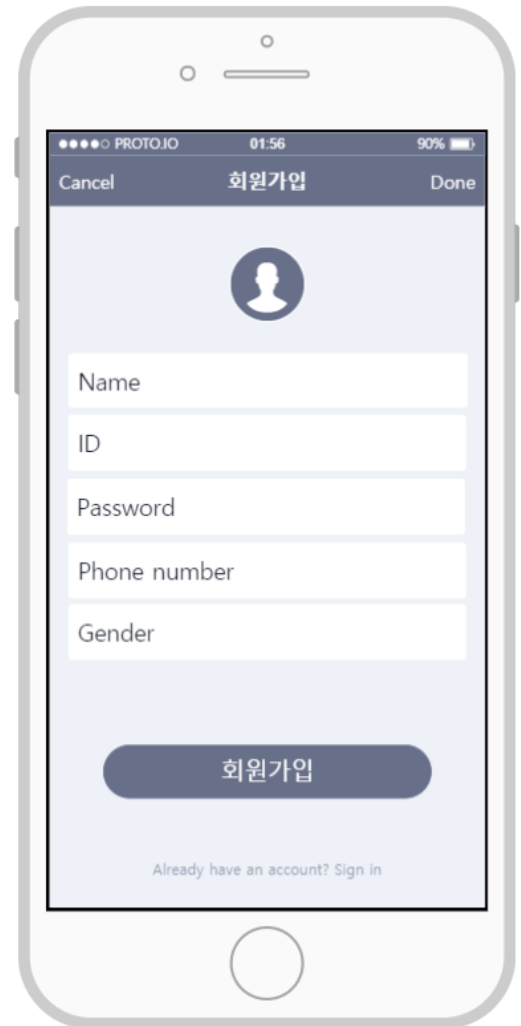 PROTO.IO 01:56 90%
Cancel 회원가입 Done
Name
ID
Password
Phone number
Gender
회원가입
Already have an account? Sign in